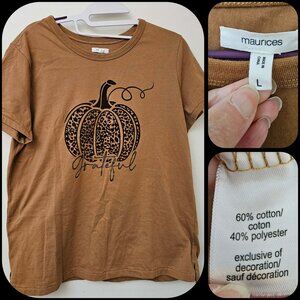 Grateful
maurices
L
60% cotton/
coton
40% polyester
exclusive of
decoration/
sauf décoration